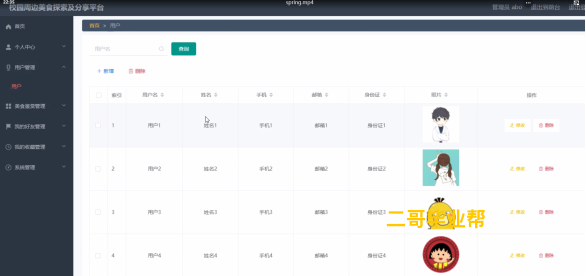 22:35
spring.mp4
校园周边美食探索及分享平台
管理员 abo
退出到前台
首页
个人中心
用户管理
用户
美食鉴赏管理
我的好友管理
我的收藏管理
系统管理
首页 » 用户
用户名
查询
+ 新增
删除
索引 用户名 姓名 手机 邮箱 身份证 照片 操作
1 用户1 姓名1 手机1 邮箱1 身份证1 修改 删除
2 用户2 姓名2 手机2 邮箱2 身份证2 修改 删除
3 用户3 姓名3 手机3 邮箱3 身份证3 修改 删除
二哥毕业帮
4 用户4 姓名4 手机4 邮箱4 身份证4 修改 删除